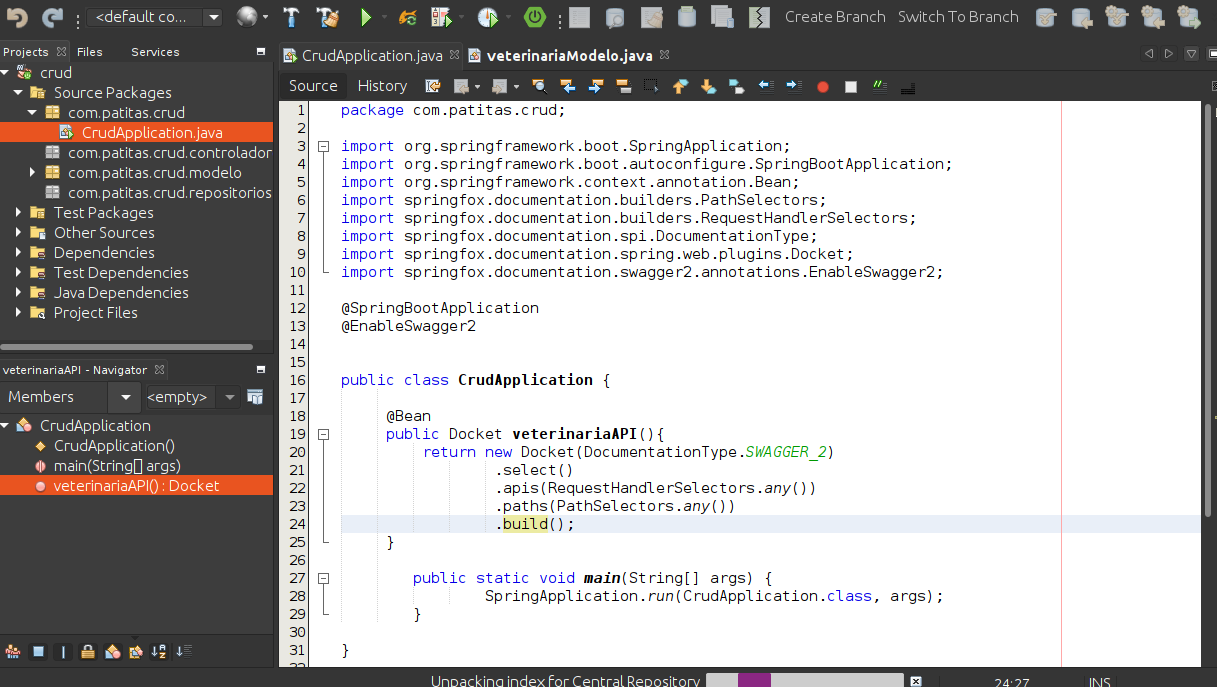 <default co...
Create Branch
Switch To Branch
Projects
Files
Services
crud
Source Packages
com.patitas.crud
CrudApplication.java
com.patitas.crud.controlador
com.patitas.crud.modelo
com.patitas.crud.repositorios
Test Packages
Other Sources
Dependencies
Test Dependencies
Java Dependencies
Project Files
veterinariaAPI - Navigator
Members
<empty>
CrudApplication
CrudApplication()
main(String[] args)
veterinariaAPI() : Docket
CrudApplication.java
veterinariaModelo.java
Source
History
1 package com.patitas.crud;
2
3 import org.springframework.boot.SpringApplication;
4 import org.springframework.boot.autoconfigure.SpringBootApplication;
5 import org.springframework.context.annotation.Bean;
6 import springfox.documentation.builders.PathSelectors;
7 import springfox.documentation.builders.RequestHandlerSelectors;
8 import springfox.documentation.spi.DocumentationType;
9 import springfox.documentation.spring.web.plugins.Docket;
10 import springfox.documentation.swagger2.annotations.EnableSwagger2;
11
12 @SpringBootApplication
13 @EnableSwagger2
14
15
16 public class CrudApplication {
17
18 @Bean
19 public Docket veterinariaAPI(){
20 return new Docket(DocumentationType.SWAGGER_2)
21 .select()
22 .apis(RequestHandlerSelectors.any())
23 .paths(PathSelectors.any())
24 .build();
25 }
26
27 public static void main(String[] args) {
28 SpringApplication.run(CrudApplication.class, args);
29 }
30
31 }
Unpacking index for Central Repository
24:27
INS